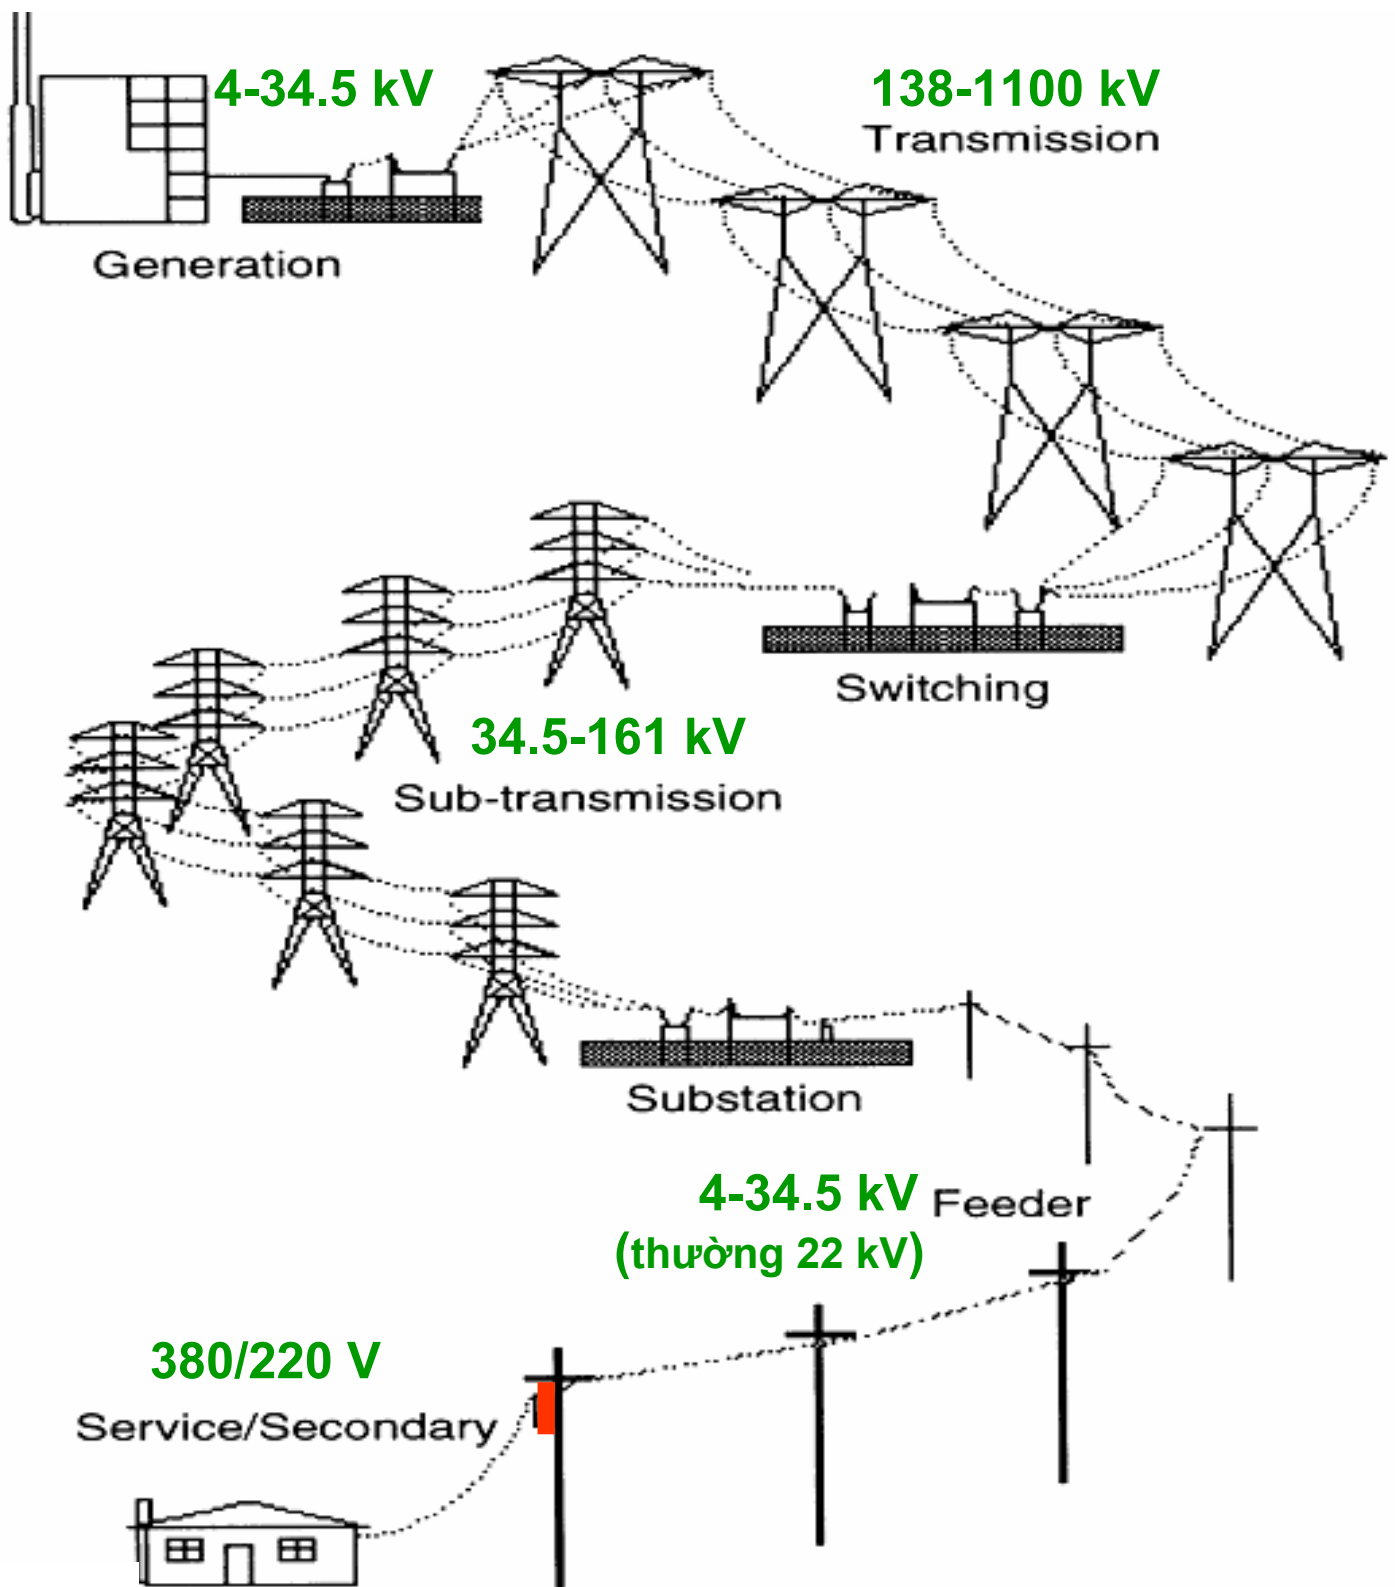 4-34.5 kV
138-1100 kV
Transmission
Generation
Switching
34.5-161 kV
Sub-transmission
Substation
4-34.5 kV
Feeder
(thường 22 kV)
380/220 V
Service/Secondary